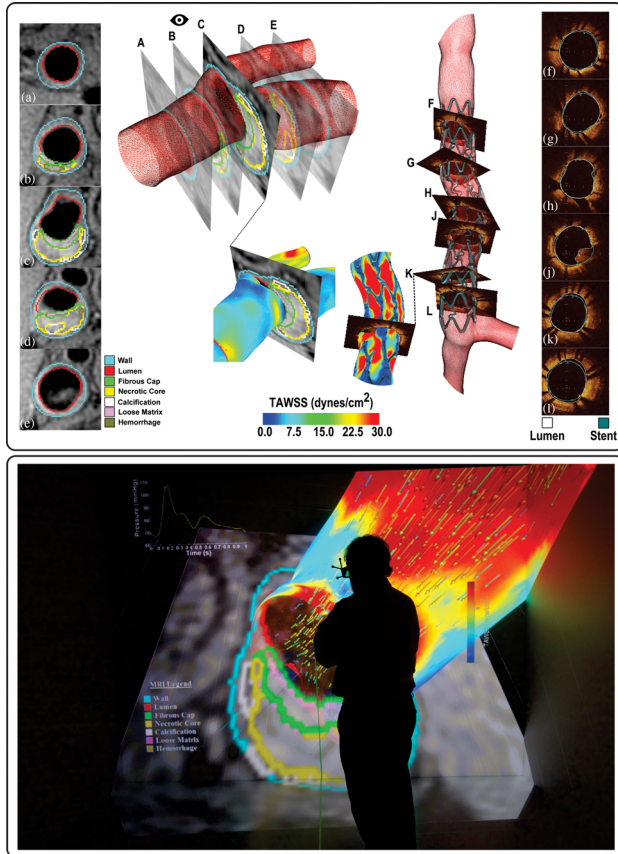 A
B
C
D
E
(a)
(b)
(c)
(d)
(e)
Wall
Lumen
Fibrous Cap
Necrotic Core
Calcification
Loose Matrix
Hemorrhage
F
G
H
J
K
L
TAWSS (dynes/cm2)
0.0 7.5 15.0 22.5 30.0
(f)
(g)
(h)
(j)
(k)
(l)
Lumen Stent
Pressure (mmHg)
Time (s)
MRI Legend
Wall
Lumen
Fibrous Cap
Necrotic Core
Calcification
Loose Matrix
Hemorrhage